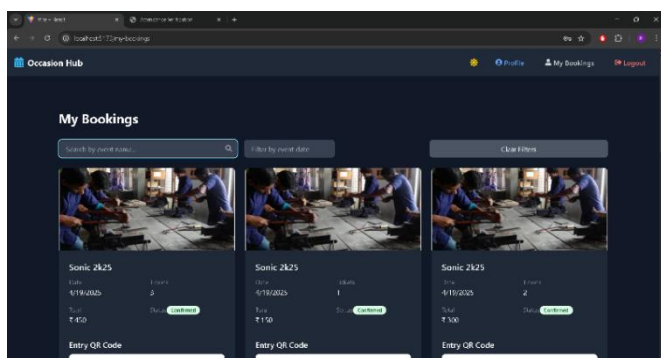 Vite + React
localhost:5173/my-bookings
Occasion Hub
Profile
My Bookings
Logout
My Bookings
Search by event name...
Filter by event date
Clear Filters
Sonic 2k25
Sonic 2k25
Sonic 2k25
Date
Tickets
Date
Tickets
Date
Tickets
4/19/2025
3
4/19/2025
1
4/19/2025
2
Total
Status
Confirmed
Total
Status
Confirmed
Total
Status
Confirmed
₹ 450
₹ 150
₹ 300
Entry QR Code
Entry QR Code
Entry QR Code